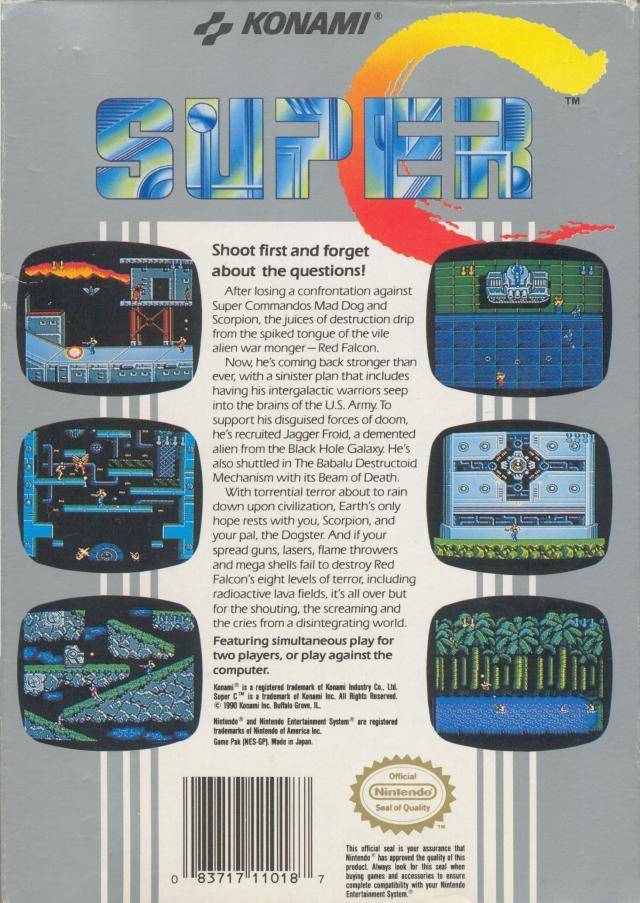 KONAMI®
SUPER C™
Shoot first and forget
about the questions!
After losing a confrontation against
Super Commandos Mad Dog and
Scorpion, the juices of destruction drip
from the spiked tongue of the vile
alien war monger—Red Falcon.
Now, he's coming back stronger than
ever, with a sinister plan that includes
having his intergalactic warriors seep
into the brains of the U.S. Army. To
support his disguised forces of doom,
he's recruited Jagger Froid, a demented
alien from the Black Hole Galaxy. He's
also shuttled in The Babalu Destructoid
Mechanism with its Beam of Death.
With torrential terror about to rain
down upon civilization, Earth's only
hope rests with you, Scorpion, and
your pal, the Dogster. And if your
spread guns, lasers, flame throwers
and mega shells fail to destroy Red
Falcon's eight levels of terror, including
radioactive lava fields, it's all over but
for the shouting, the screaming and
the cries from a disintegrating world.
Featuring simultaneous play for
two players, or play against the
computer.
Konami® is a registered trademark of Konami Industry Co., Ltd.
Super C™ is a trademark of Konami Inc. All Rights Reserved.
© 1990 Konami Inc. Buffalo Grove, IL.
Nintendo® and Nintendo Entertainment System® are registered
trademarks of Nintendo of America Inc.
Game Pak (NES-GP). Made in Japan.
0 83717 11018 7
Official
Nintendo®
Seal of Quality
TM
This official seal is your assurance that
Nintendo® has approved the quality of this
product. Always look for this seal when
buying games and accessories to ensure
complete compatibility with your Nintendo
Entertainment System.®